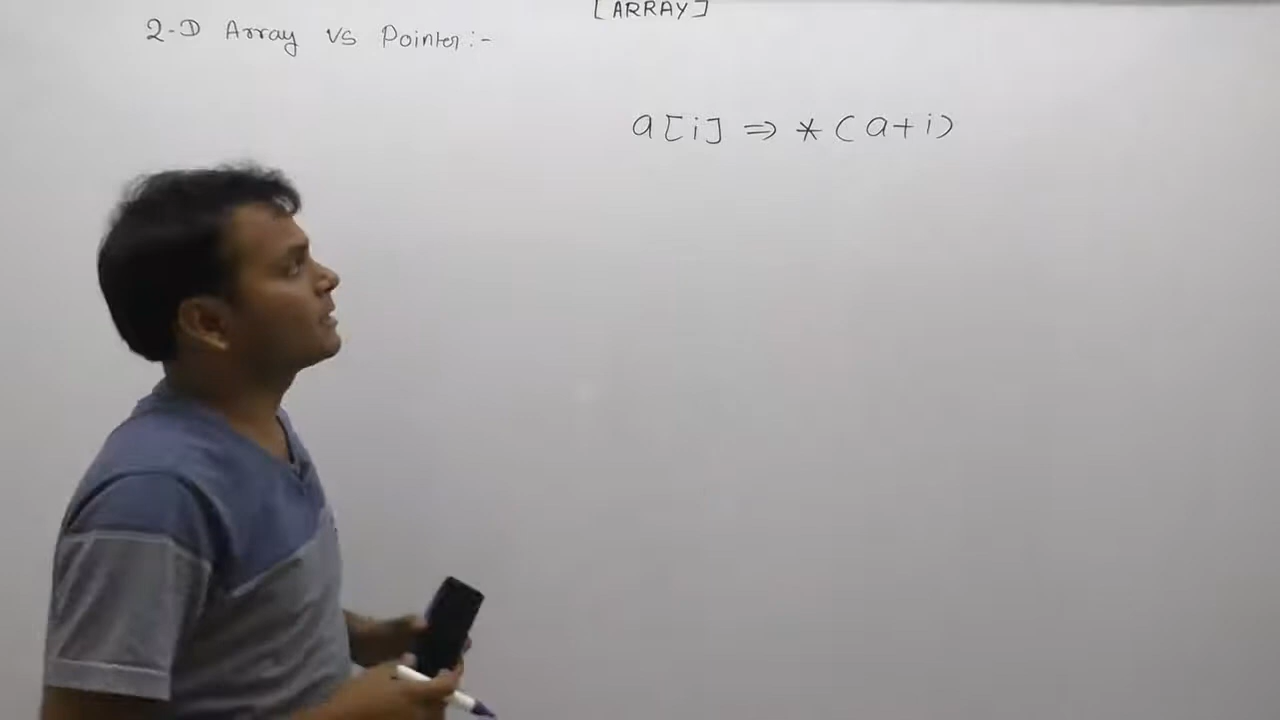 [ARRAY]
2-D Array vs Pointer:-
a[i] ⇒ *(a+i)